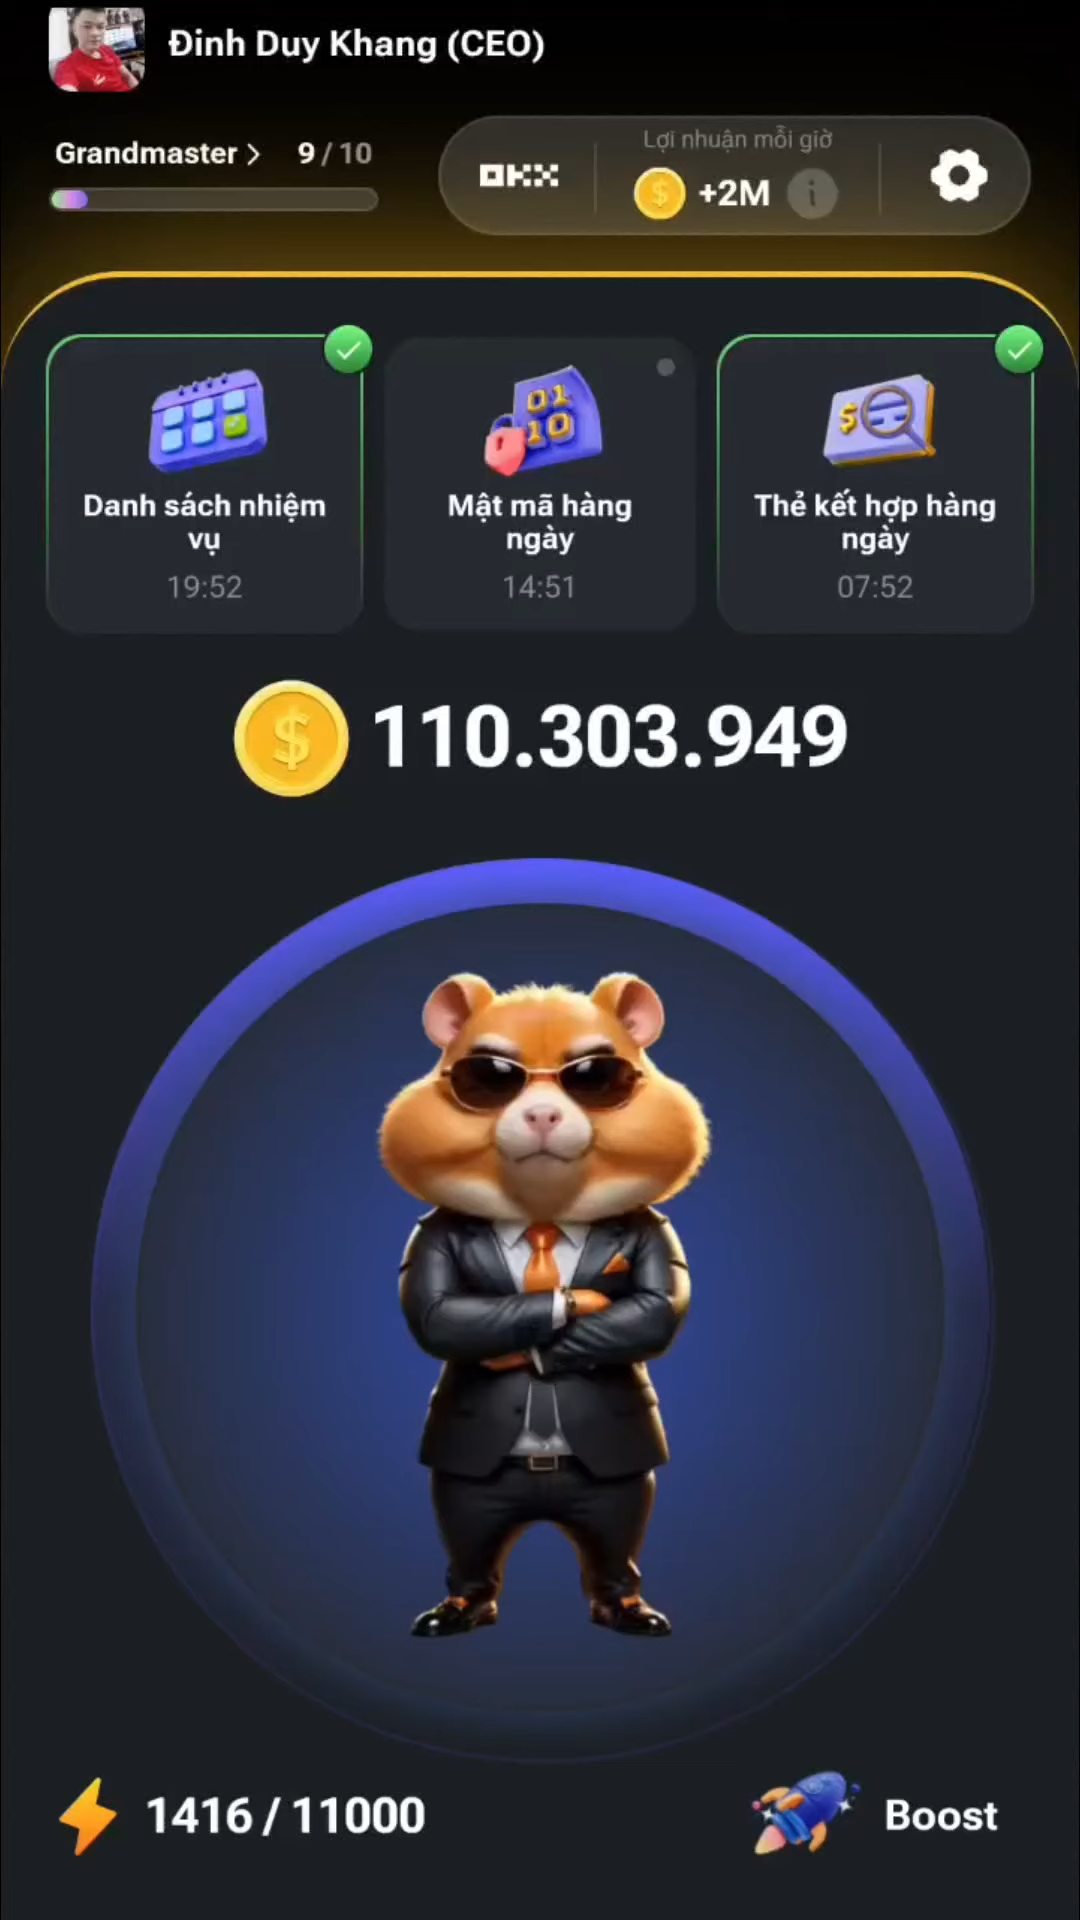 Đinh Duy Khang (CEO)
Grandmaster > 9 / 10
OKX
Lợi nhuận mỗi giờ
+2M
Danh sách nhiệm
vụ
19:52
Mật mã hàng
ngày
14:51
Thẻ kết hợp hàng
ngày
07:52
110.303.949
1416 / 11000
Boost